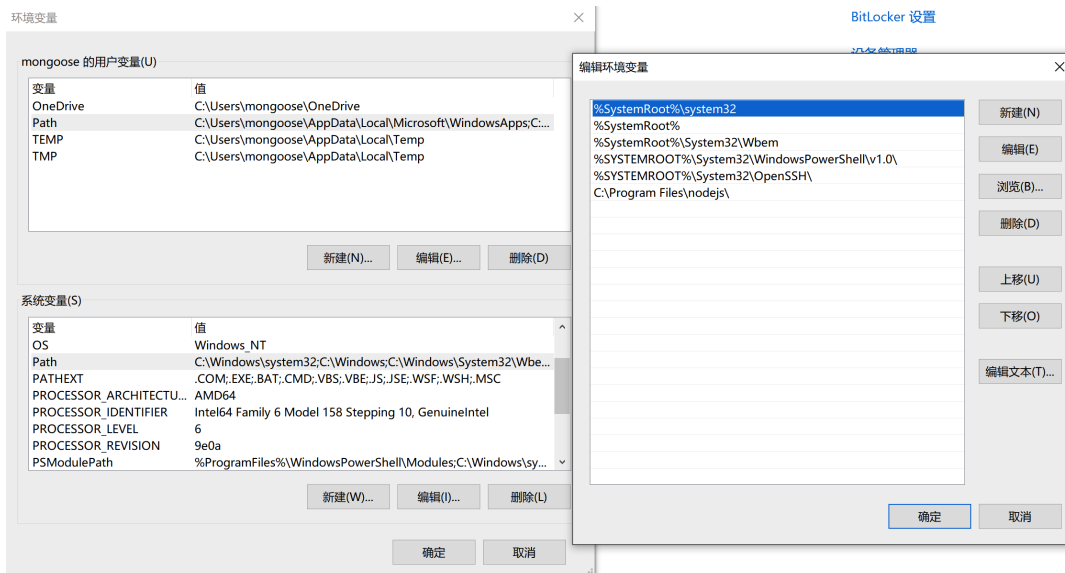 环境变量
mongoose 的用户变量(U)
变量 值
OneDrive C:\Users\mongoose\OneDrive
Path C:\Users\mongoose\AppData\Local\Microsoft\WindowsApps;C:...
TEMP C:\Users\mongoose\AppData\Local\Temp
TMP C:\Users\mongoose\AppData\Local\Temp
新建(N)... 编辑(E)... 删除(D)
系统变量(S)
变量 值
OS Windows_NT
Path C:\Windows\system32;C:\Windows;C:\Windows\System32\Wbe...
PATHEXT .COM;.EXE;.BAT;.CMD;.VBS;.VBE;.JS;.JSE;.WSF;.WSH;.MSC
PROCESSOR_ARCHITECTU... AMD64
PROCESSOR_IDENTIFIER Intel64 Family 6 Model 158 Stepping 10, GenuineIntel
PROCESSOR_LEVEL 6
PROCESSOR_REVISION 9e0a
PSModulePath %ProgramFiles%\WindowsPowerShell\Modules;C:\Windows\sy...
新建(W)... 编辑(I)... 删除(L)
确定 取消
BitLocker 设置
设备管理器
编辑环境变量
%SystemRoot%\system32
%SystemRoot%
%SystemRoot%\System32\Wbem
%SYSTEMROOT%\System32\WindowsPowerShell\v1.0\
%SYSTEMROOT%\System32\OpenSSH\
C:\Program Files\nodejs\
新建(N)
编辑(E)
浏览(B)...
删除(D)
上移(U)
下移(O)
编辑文本(T)...
确定 取消